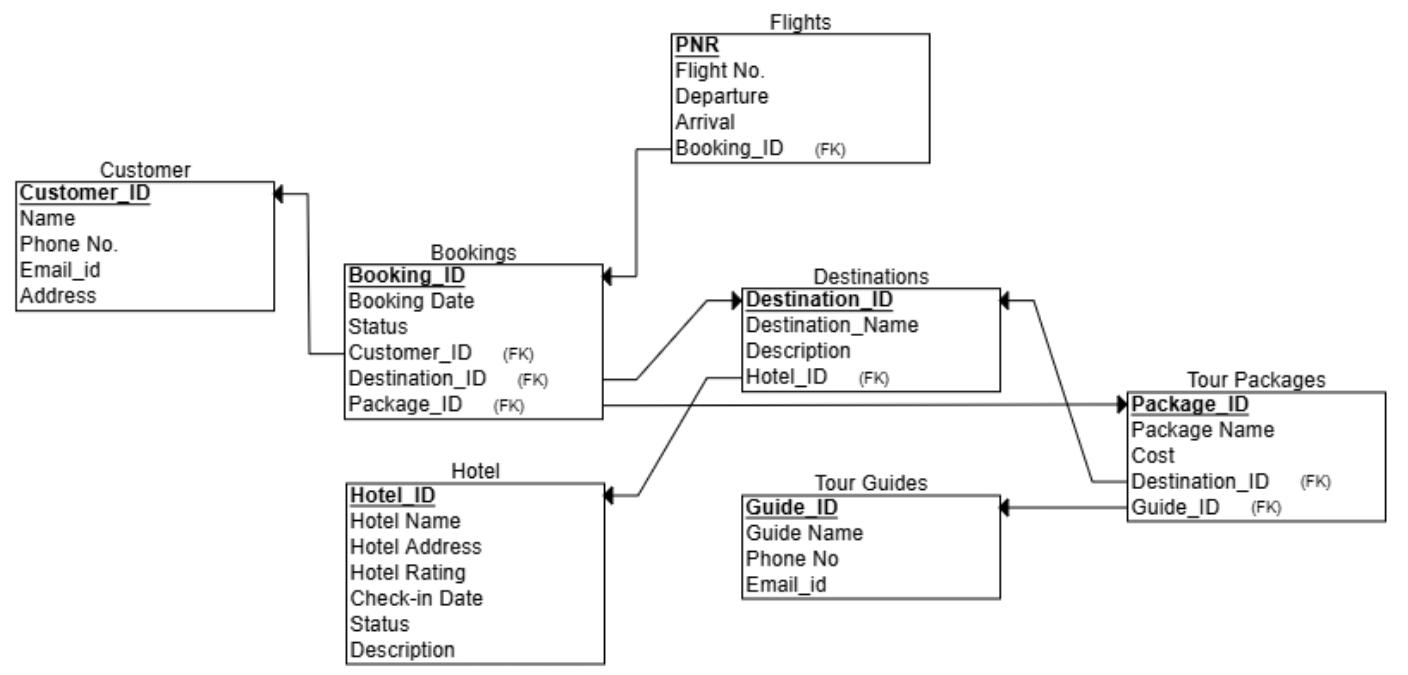 Flights
PNR
Flight No.
Departure
Arrival
Booking_ID (FK)
Customer
Customer_ID
Name
Phone No.
Email_id
Address
Bookings
Booking_ID
Booking Date
Status
Customer_ID (FK)
Destination_ID (FK)
Package_ID (FK)
Destinations
Destination_ID
Destination_Name
Description
Hotel_ID (FK)
Tour Packages
Package_ID
Package Name
Cost
Destination_ID (FK)
Guide_ID (FK)
Hotel
Hotel_ID
Hotel Name
Hotel Address
Hotel Rating
Check-in Date
Status
Description
Tour Guides
Guide_ID
Guide Name
Phone No
Email_id